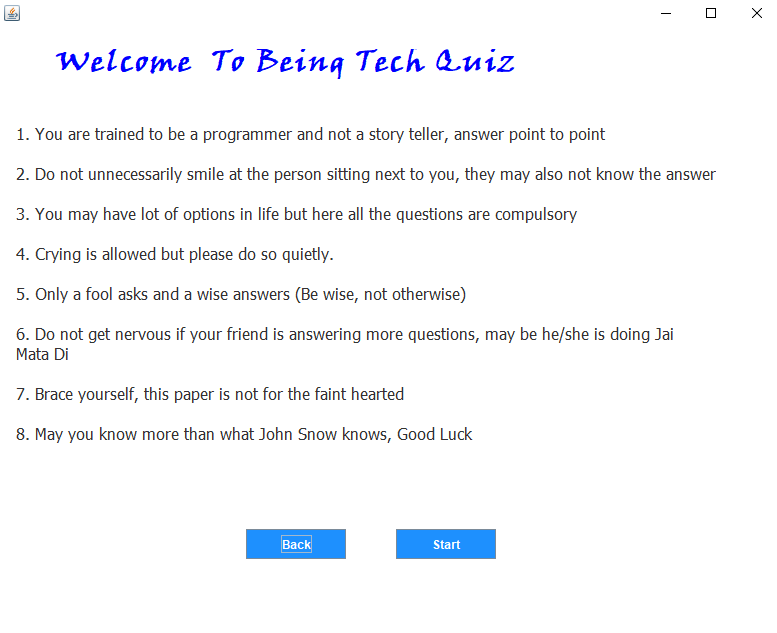 Welcome To Being Tech Quiz
1. You are trained to be a programmer and not a story teller, answer point to point
2. Do not unnecessarily smile at the person sitting next to you, they may also not know the answer
3. You may have lot of options in life but here all the questions are compulsory
4. Crying is allowed but please do so quietly.
5. Only a fool asks and a wise answers (Be wise, not otherwise)
6. Do not get nervous if your friend is answering more questions, may be he/she is doing Jai
Mata Di
7. Brace yourself, this paper is not for the faint hearted
8. May you know more than what John Snow knows, Good Luck
Back
Start